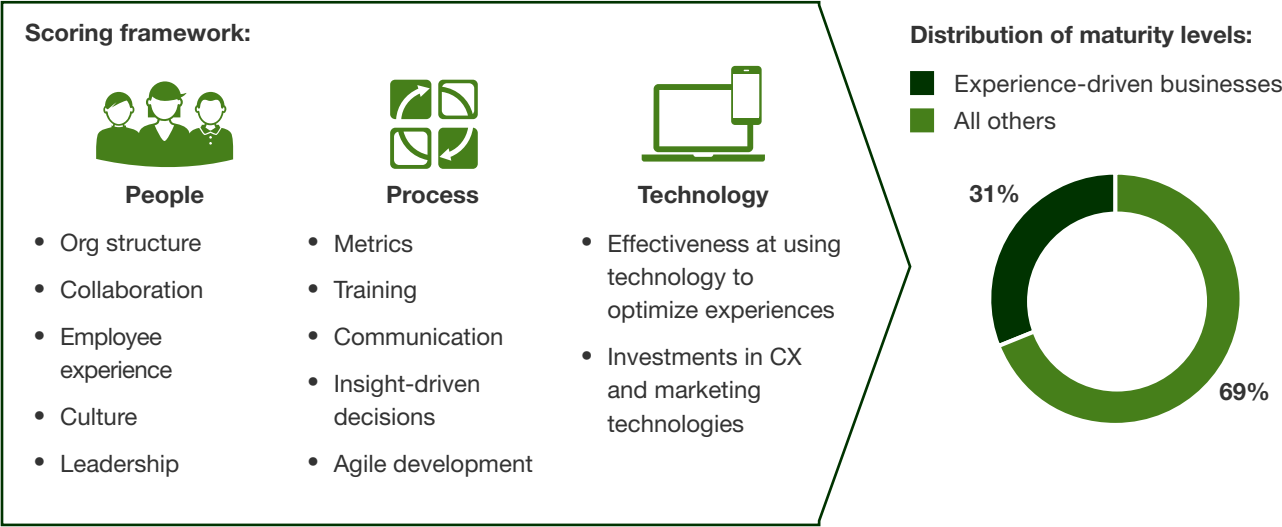 Scoring framework:
People
• Org structure
• Collaboration
• Employee
experience
• Culture
• Leadership
Process
• Metrics
• Training
• Communication
• Insight-driven
decisions
• Agile development
Technology
• Effectiveness at using
technology to
optimize experiences
• Investments in CX
and marketing
technologies
Distribution of maturity levels:
Experience-driven businesses
All others
31%
69%